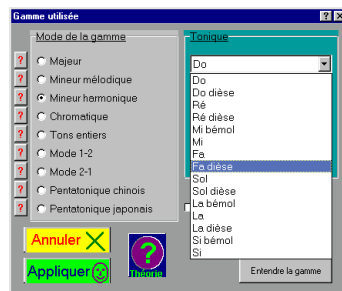 Gamme utilisée
? X
Mode de la gamme
? Majeur
? Mineur mélodique
? Mineur harmonique
? Chromatique
? Tons entiers
? Mode 1-2
? Mode 2-1
? Pentatonique chinois
? Pentatonique japonais
Annuler
Appliquer
?
Théorie
Tonique
Do
Do
Do dièse
Ré
Ré dièse
Mi bémol
Mi
Fa
Fa dièse
Sol
Sol dièse
La bémol
La
La dièse
Si bémol
Si
Entendre la gamme